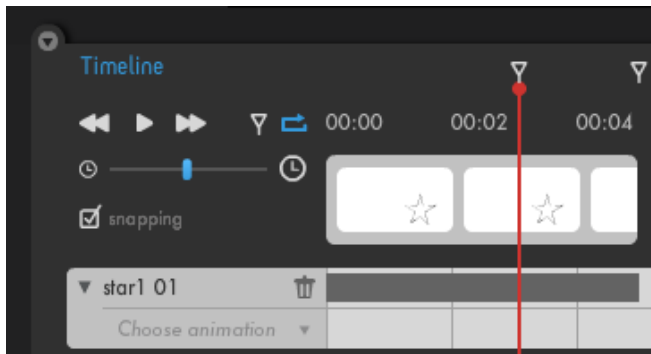 Timeline
00:00 00:02 00:04
snapping
star1 01
Choose animation